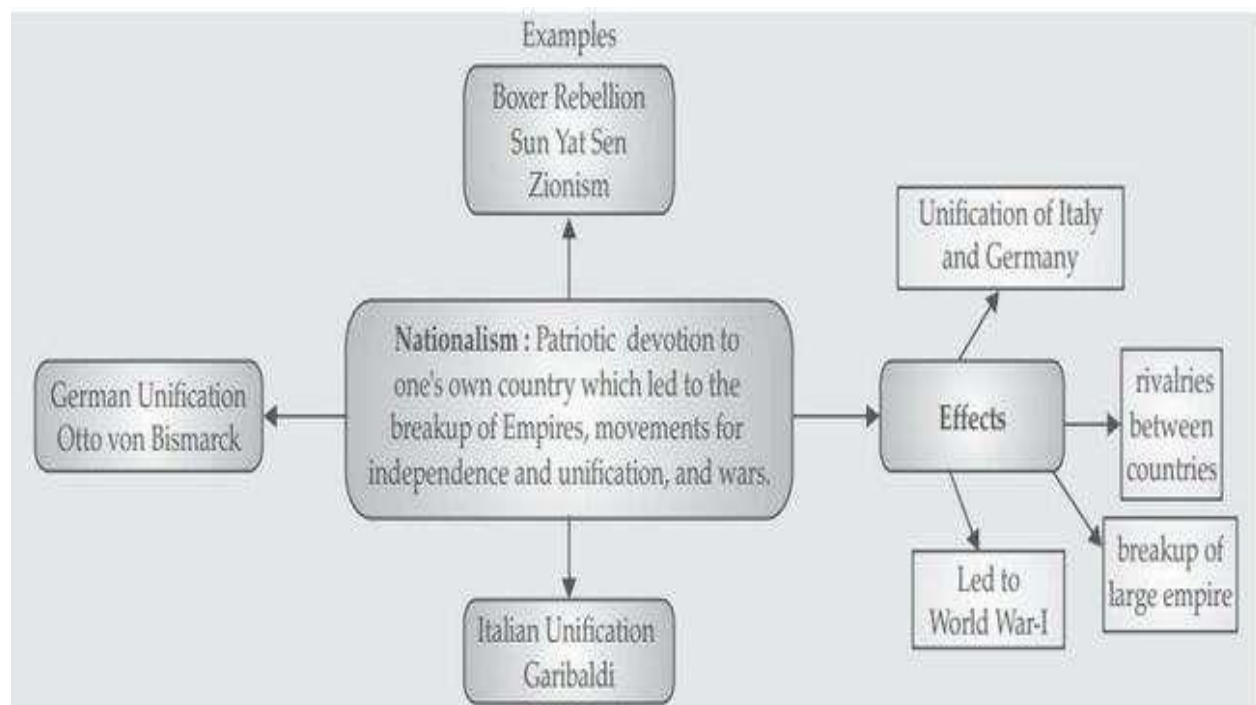 Examples
Boxer Rebellion
Sun Yat Sen
Zionism
Unification of Italy
and Germany
Nationalism : Patriotic devotion to
one's own country which led to the
breakup of Empires, movements for
independence and unification, and wars.
German Unification
Otto von Bismarck
Effects
rivalries
between
countries
breakup of
large empire
Led to
World War-I
Italian Unification
Garibaldi